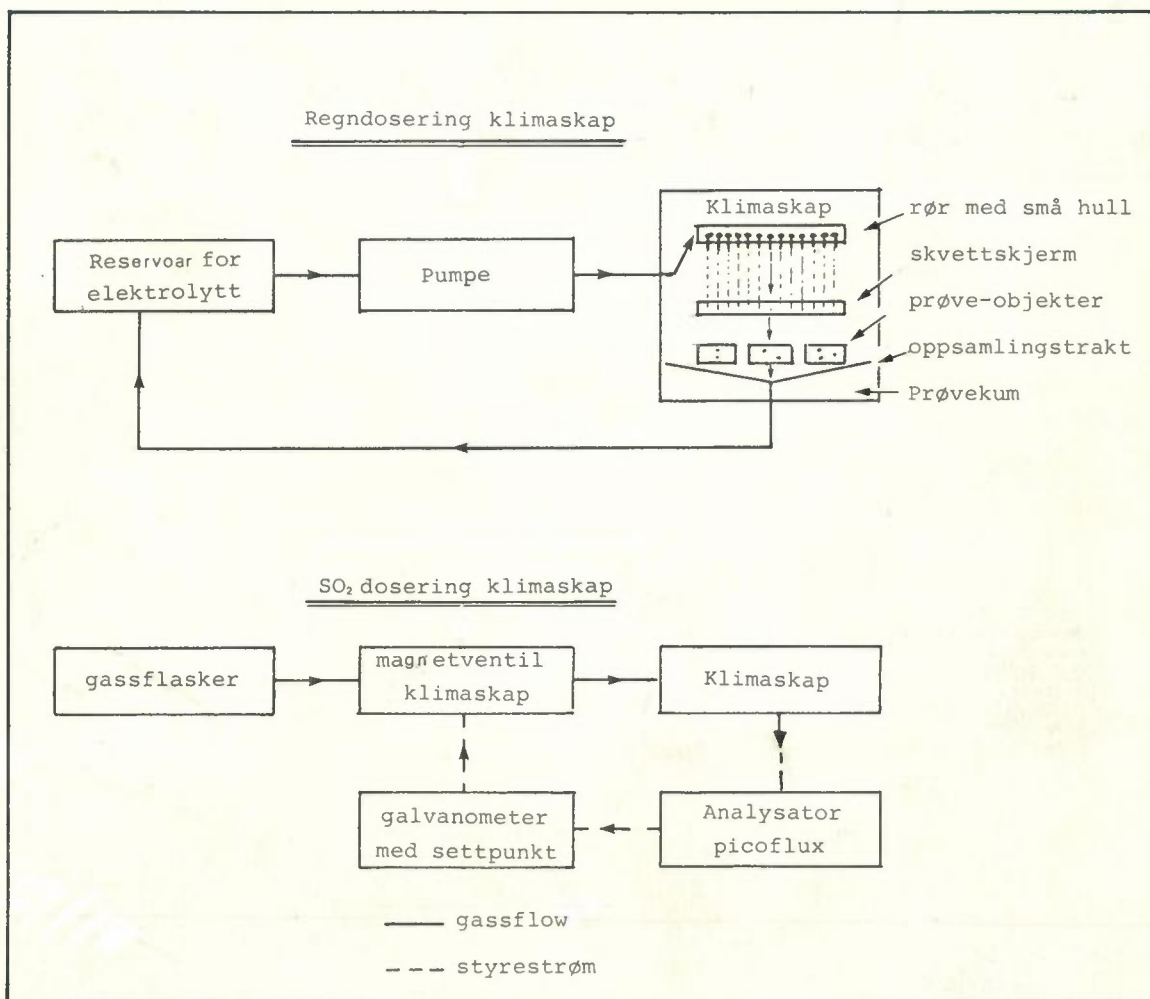 Regndosering klimaskap
Reservoar for
elektrolytt
Pumpe
Klimaskap
rør med små hull
skvettskjerm
prøve-objekter
oppsamlingstrakt
Prøvekum
SO₂ dosering klimaskap
gassflasker
magnetventil
klimaskap
Klimaskap
galvanometer
med settpunkt
Analysator
picoflux
gassflow
styrestrøm